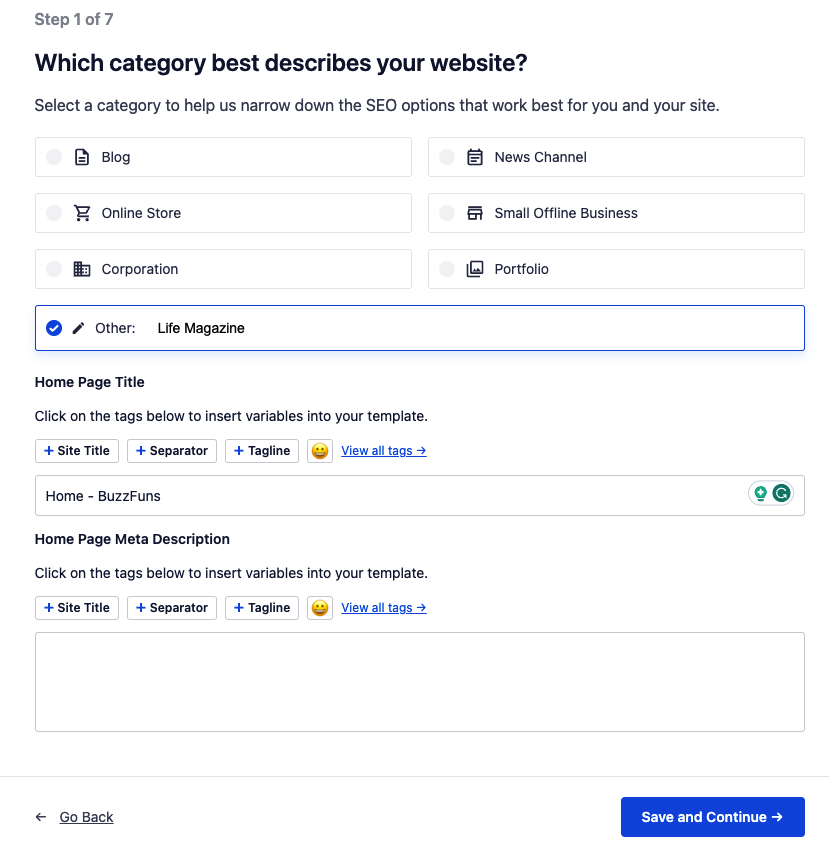 Step 1 of 7
Which category best describes your website?
Select a category to help us narrow down the SEO options that work best for you and your site.
Blog
News Channel
Online Store
Small Offline Business
Corporation
Portfolio
Other: Life Magazine
Home Page Title
Click on the tags below to insert variables into your template.
+ Site Title + Separator + Tagline 😀 View all tags →
Home - BuzzFuns
Home Page Meta Description
Click on the tags below to insert variables into your template.
+ Site Title + Separator + Tagline 😀 View all tags →
← Go Back
Save and Continue →